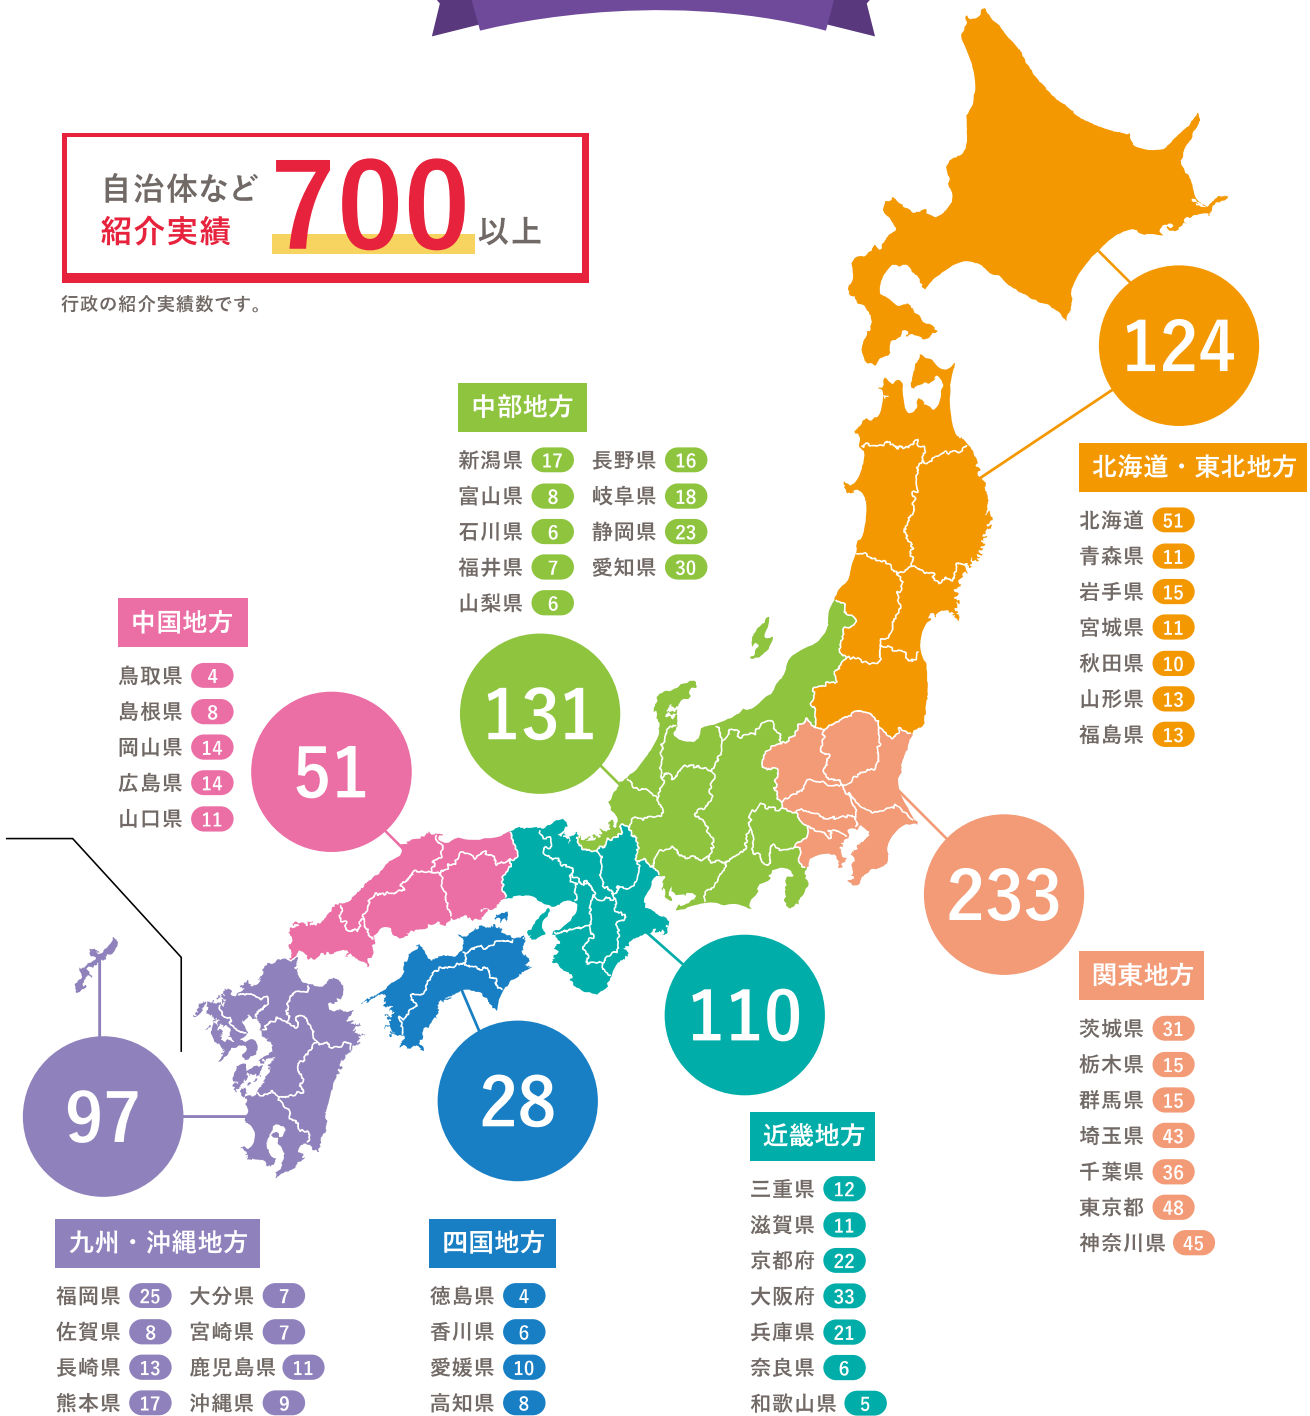 自治体など
紹介実績 700 以上
行政の紹介実績数です。
124
北海道・東北地方
北海道 51
青森県 11
岩手県 15
宮城県 11
秋田県 10
山形県 13
福島県 13
中部地方
新潟県 17 長野県 16
富山県 8 岐阜県 18
石川県 6 静岡県 23
福井県 7 愛知県 30
山梨県 6
131
中国地方
鳥取県 4
島根県 8
岡山県 14
広島県 14
山口県 11
51
233
関東地方
茨城県 31
栃木県 15
群馬県 15
埼玉県 43
千葉県 36
東京都 48
神奈川県 45
110
近畿地方
三重県 12
滋賀県 11
京都府 22
大阪府 33
兵庫県 21
奈良県 6
和歌山県 5
28
四国地方
徳島県 4
香川県 6
愛媛県 10
高知県 8
97
九州・沖縄地方
福岡県 25 大分県 7
佐賀県 8 宮崎県 7
長崎県 13 鹿児島県 11
熊本県 17 沖縄県 9